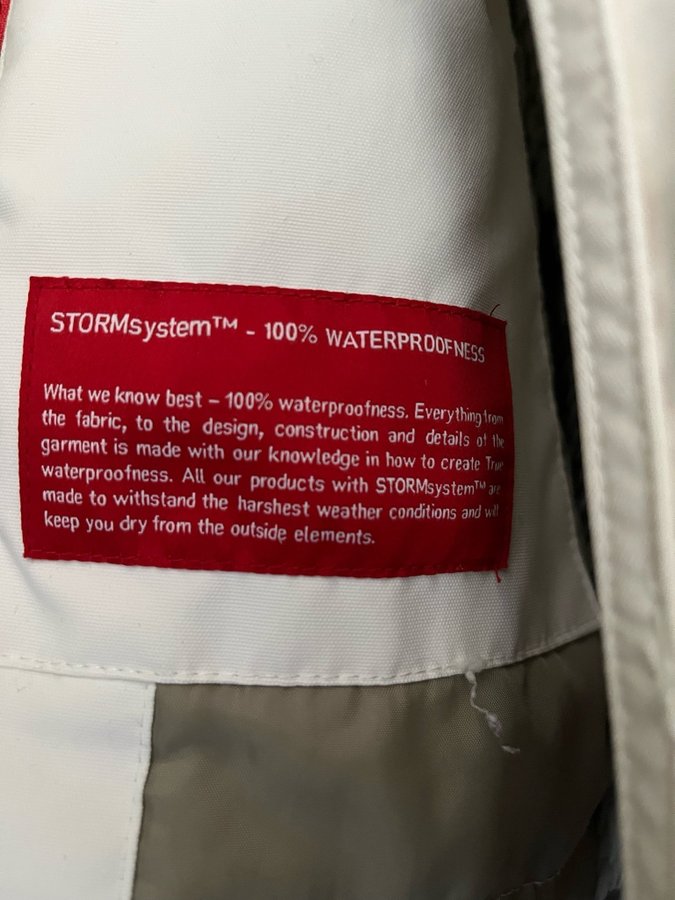 STORMsystem™ - 100% WATERPROOFNESS
What we know best – 100% waterproofness. Everything from
the fabric, to the design, construction and details of the
garment is made with our knowledge in how to create True
waterproofness. All our products with STORMsystem™ are
made to withstand the harshest weather conditions and will
keep you dry from the outside elements.